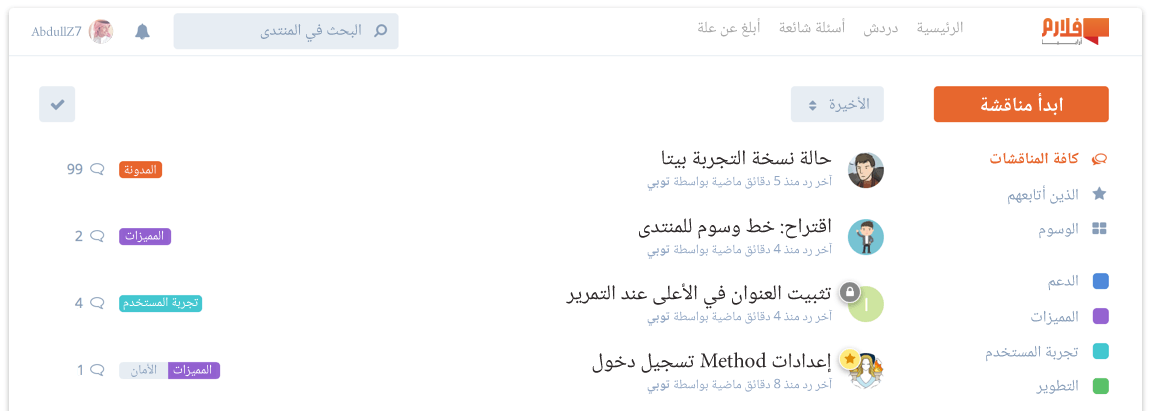 فلارم
الرئيسية
دردش
أسئلة شائعة
أبلغ عن علة
البحث في المنتدى
AbdullZ7
ابدأ مناقشة
كافة المناقشات
الذين أتابعهم
الوسوم
الدعم
المميزات
تجربة المستخدم
التطوير
الأخيرة
حالة نسخة التجربة بيتا
آخر رد منذ 5 دقائق ماضية بواسطة توبي
المدونة
99
اقتراح: خط وسوم للمنتدى
آخر رد منذ 4 دقائق ماضية بواسطة توبي
المميزات
2
تثبيت العنوان في الأعلى عند التمرير
آخر رد منذ 4 دقائق ماضية بواسطة توبي
تجربة المستخدم
4
إعدادات Method تسجيل دخول
آخر رد منذ 8 دقائق ماضية بواسطة توبي
المميزات الأمان
1